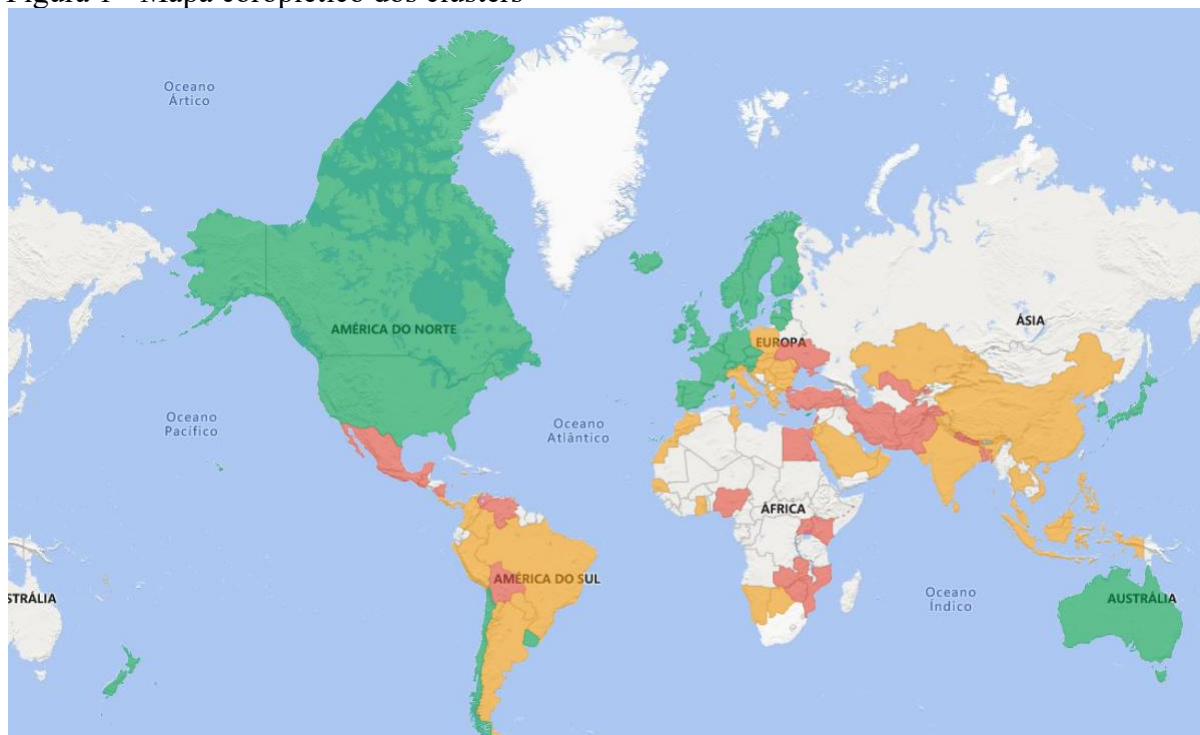 Figura 1 - Mapa coroplético dos clusters
Oceano
Ártico
AMÉRICA DO NORTE
EUROPA
ÁSIA
Oceano
Pacífico
Oceano
Atlântico
ÁFRICA
AMÉRICA DO SUL
Oceano
Índico
STRÁLIA
AUSTRÁLIA